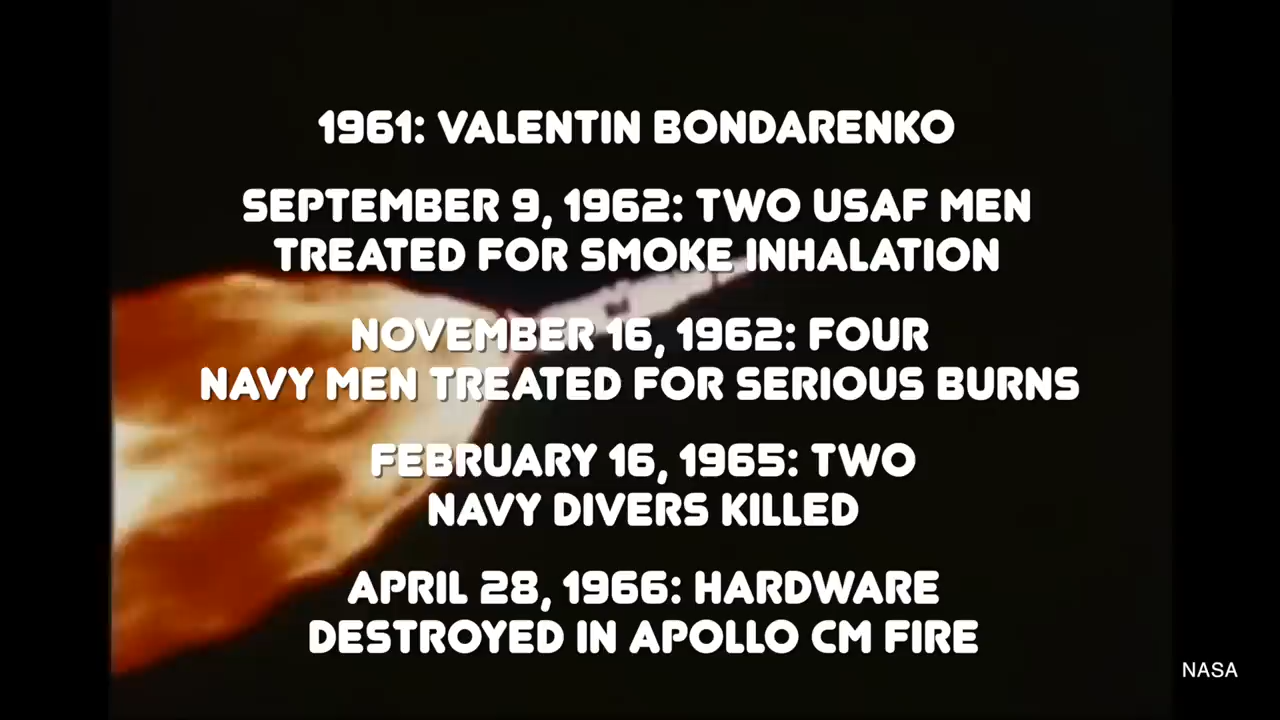 1961: VALENTIN BONDARENKO
SEPTEMBER 9, 1962: TWO USAF MEN
TREATED FOR SMOKE INHALATION
NOVEMBER 16, 1962: FOUR
NAVY MEN TREATED FOR SERIOUS BURNS
FEBRUARY 16, 1965: TWO
NAVY DIVERS KILLED
APRIL 28, 1966: HARDWARE
DESTROYED IN APOLLO CM FIRE
NASA